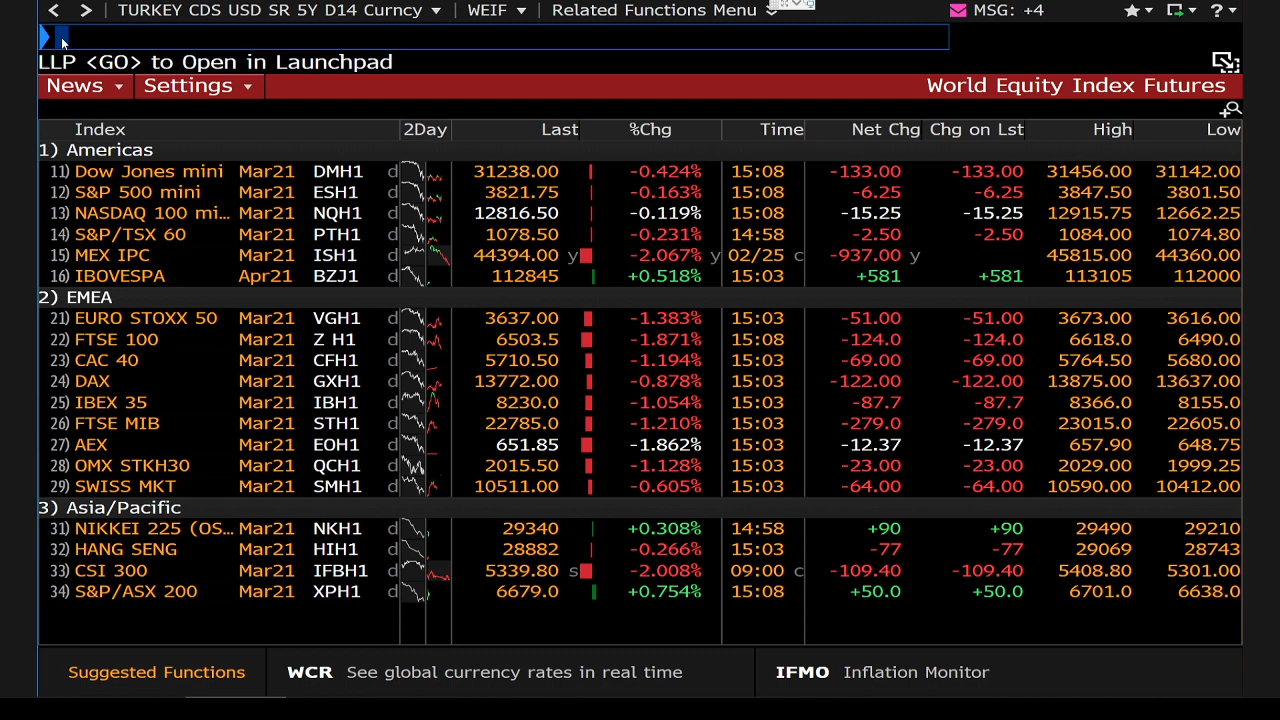 < > TURKEY CDS USD SR 5Y D14 Curncy WEIF Related Functions Menu MSG: +4 ?
LLP <GO> to Open in Launchpad
News Settings World Equity Index Futures
Index 2Day Last %Chg Time Net Chg Chg on Lst High Low
1) Americas
11) Dow Jones mini Mar21 DMH1 d 31238.00 -0.424% 15:08 -133.00 -133.00 31456.00 31142.00
12) S&P 500 mini Mar21 ESH1 d 3821.75 -0.163% 15:08 -6.25 -6.25 3847.50 3801.50
13) NASDAQ 100 mi... Mar21 NQH1 d 12816.50 -0.119% 15:08 -15.25 -15.25 12915.75 12662.25
14) S&P/TSX 60 Mar21 PTH1 d 1078.50 -0.231% 14:58 -2.50 -2.50 1084.00 1074.80
15) MEX IPC Mar21 ISH1 d 44394.00 y -2.067% y 02/25 c -937.00 y 45815.00 44360.00
16) IBOVESPA Apr21 BZJ1 d 112845 +0.518% 15:03 +581 +581 113105 112000
2) EMEA
21) EURO STOXX 50 Mar21 VGH1 d 3637.00 -1.383% 15:03 -51.00 -51.00 3673.00 3616.00
22) FTSE 100 Mar21 Z H1 d 6503.5 -1.871% 15:08 -124.0 -124.0 6618.0 6490.0
23) CAC 40 Mar21 CFH1 d 5710.50 -1.194% 15:03 -69.00 -69.00 5764.50 5680.00
24) DAX Mar21 GXH1 d 13772.00 -0.878% 15:03 -122.00 -122.00 13875.00 13637.00
25) IBEX 35 Mar21 IBH1 d 8230.0 -1.054% 15:03 -87.7 -87.7 8366.0 8155.0
26) FTSE MIB Mar21 STH1 d 22785.0 -1.210% 15:03 -279.0 -279.0 23015.0 22605.0
27) AEX Mar21 EOH1 d 651.85 -1.862% 15:03 -12.37 -12.37 657.90 648.75
28) OMX STKH30 Mar21 QCH1 d 2015.50 -1.128% 15:03 -23.00 -23.00 2029.00 1999.25
29) SWISS MKT Mar21 SMH1 d 10511.00 -0.605% 15:03 -64.00 -64.00 10590.00 10412.00
3) Asia/Pacific
31) NIKKEI 225 (OS... Mar21 NKH1 d 29340 +0.308% 14:58 +90 +90 29490 29210
32) HANG SENG Mar21 HIH1 d 28882 -0.266% 15:03 -77 -77 29069 28743
33) CSI 300 Mar21 IFBH1 d 5339.80 s -2.008% 09:00 c -109.40 -109.40 5408.80 5301.00
34) S&P/ASX 200 Mar21 XPH1 d 6679.0 +0.754% 15:08 +50.0 +50.0 6701.0 6638.0
Suggested Functions WCR See global currency rates in real time IFMO Inflation Monitor